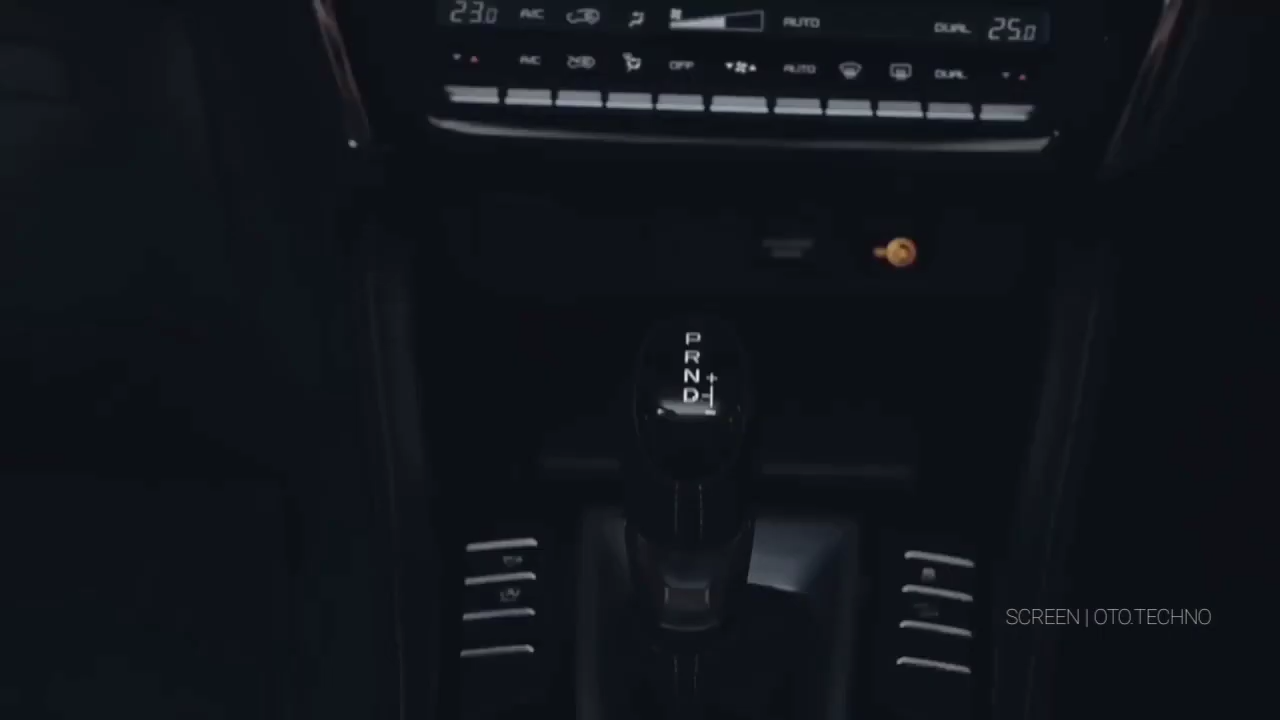 23.0 A/C AUTO DUAL 25.0
A/C OFF AUTO DUAL
P
R
N +
D -
SCREEN | OTO.TECHNO